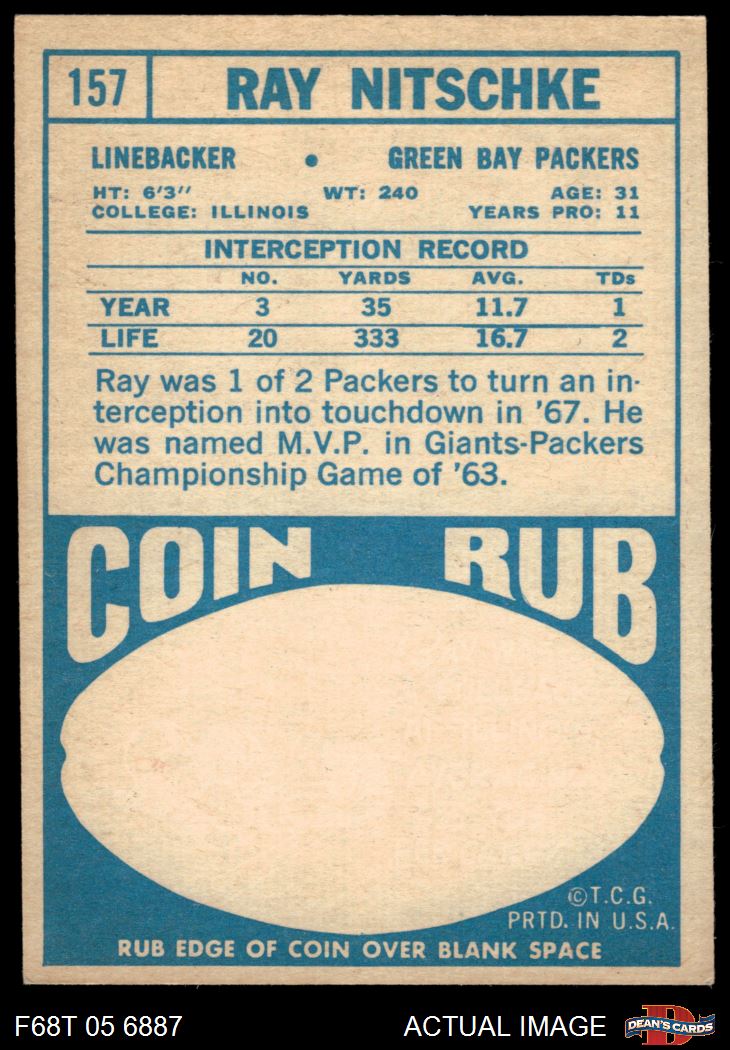 157 RAY NITSCHKE
LINEBACKER • GREEN BAY PACKERS
HT: 6'3" WT: 240 AGE: 31
COLLEGE: ILLINOIS YEARS PRO: 11
INTERCEPTION RECORD
NO. YARDS AVG. TDs
YEAR 3 35 11.7 1
LIFE 20 333 16.7 2
Ray was 1 of 2 Packers to turn an in-
terception into touchdown in '67. He
was named M.V.P. in Giants-Packers
Championship Game of '63.
COIN RUB
©T.C.G.
PRTD. IN U.S.A.
RUB EDGE OF COIN OVER BLANK SPACE
F68T 05 6887 ACTUAL IMAGE D DEAN'S CARDS